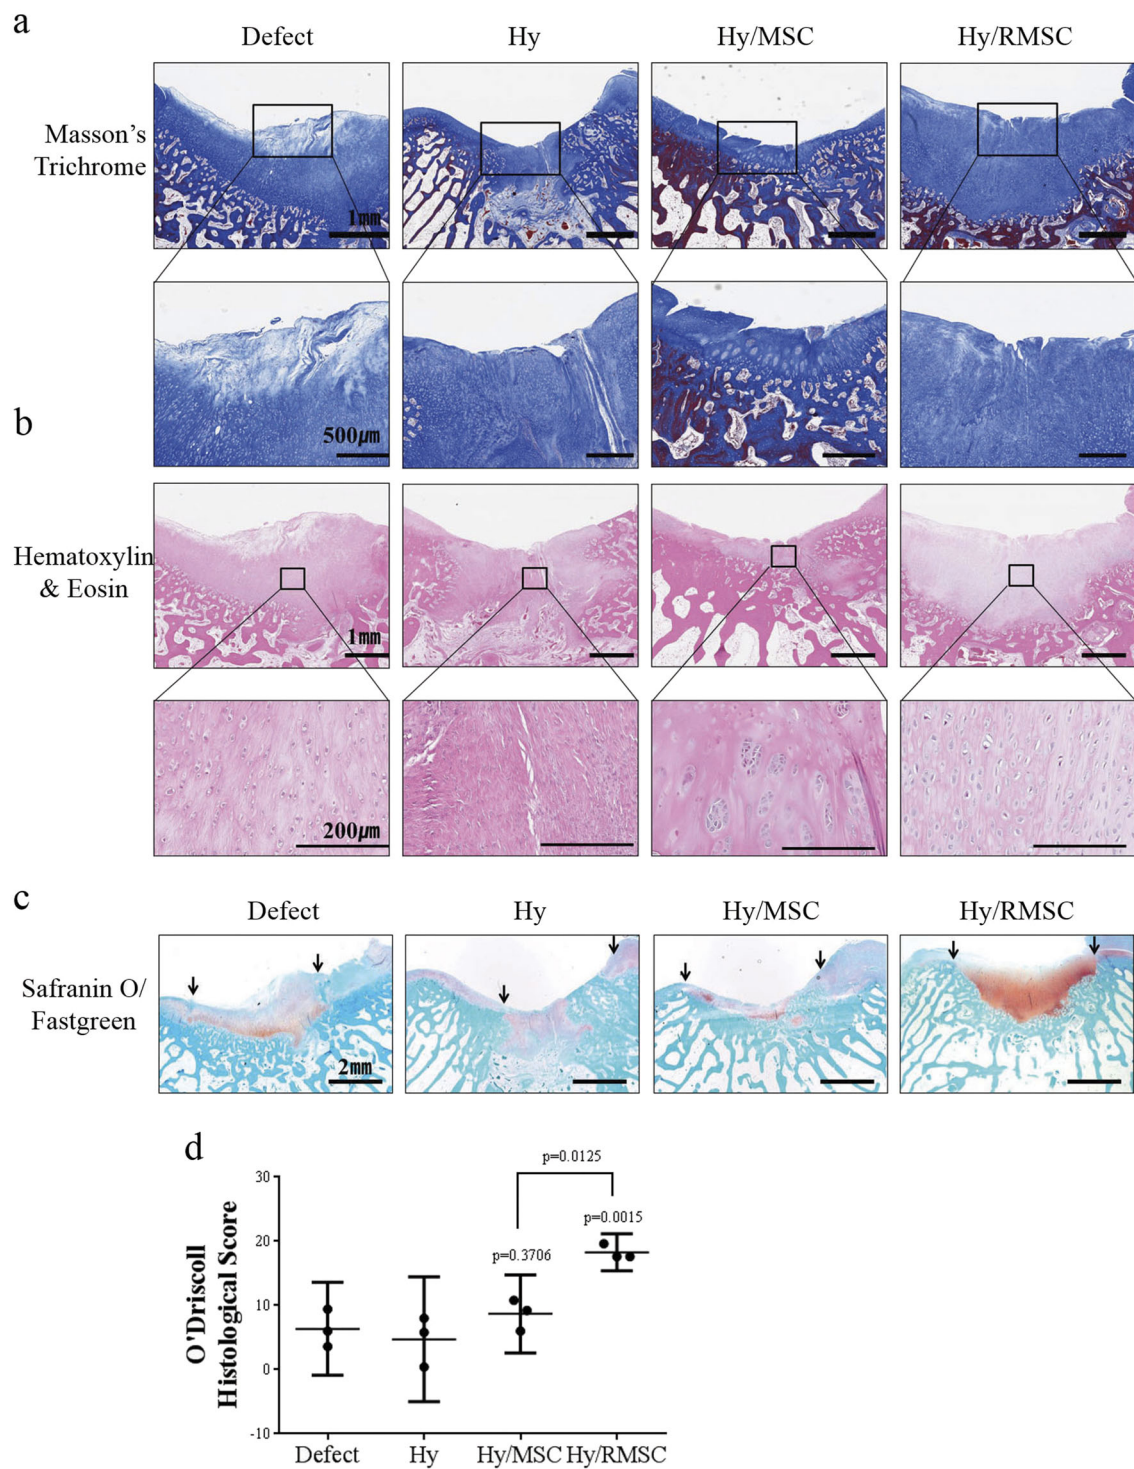 a
Defect
Hy
Hy/MSC
Hy/RMSC
Masson's
Trichrome
1mm
500μm
b
Hematoxylin
& Eosin
1mm
200μm
c
Defect
Hy
Hy/MSC
Hy/RMSC
Safranin O/
Fastgreen
2mm
d
p=0.0125
p=0.0015
p=0.3706
O'Driscoll
Histological Score
30
20
10
0
-10
Defect
Hy
Hy/MSC
Hy/RMSC